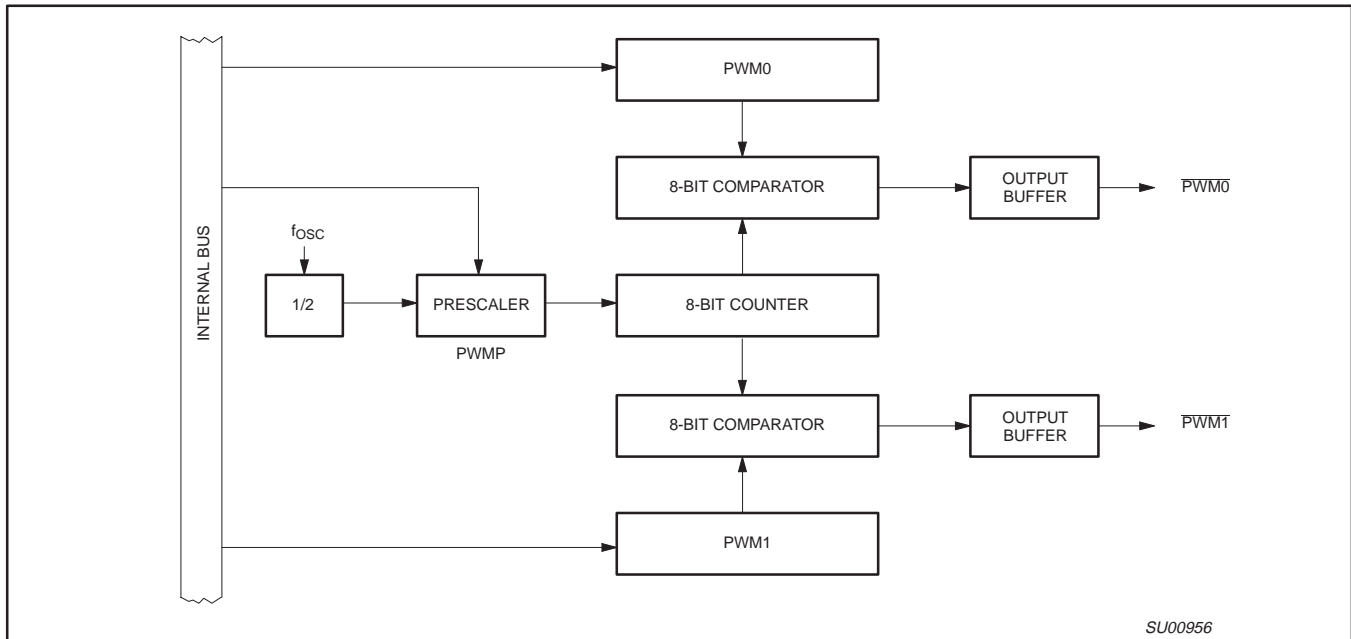 PWM0
8-BIT COMPARATOR
OUTPUT
BUFFER
PWM0
INTERNAL BUS
fOSC
1/2
PRESCALER
PWMP
8-BIT COUNTER
8-BIT COMPARATOR
OUTPUT
BUFFER
PWM1
PWM1
SU00956